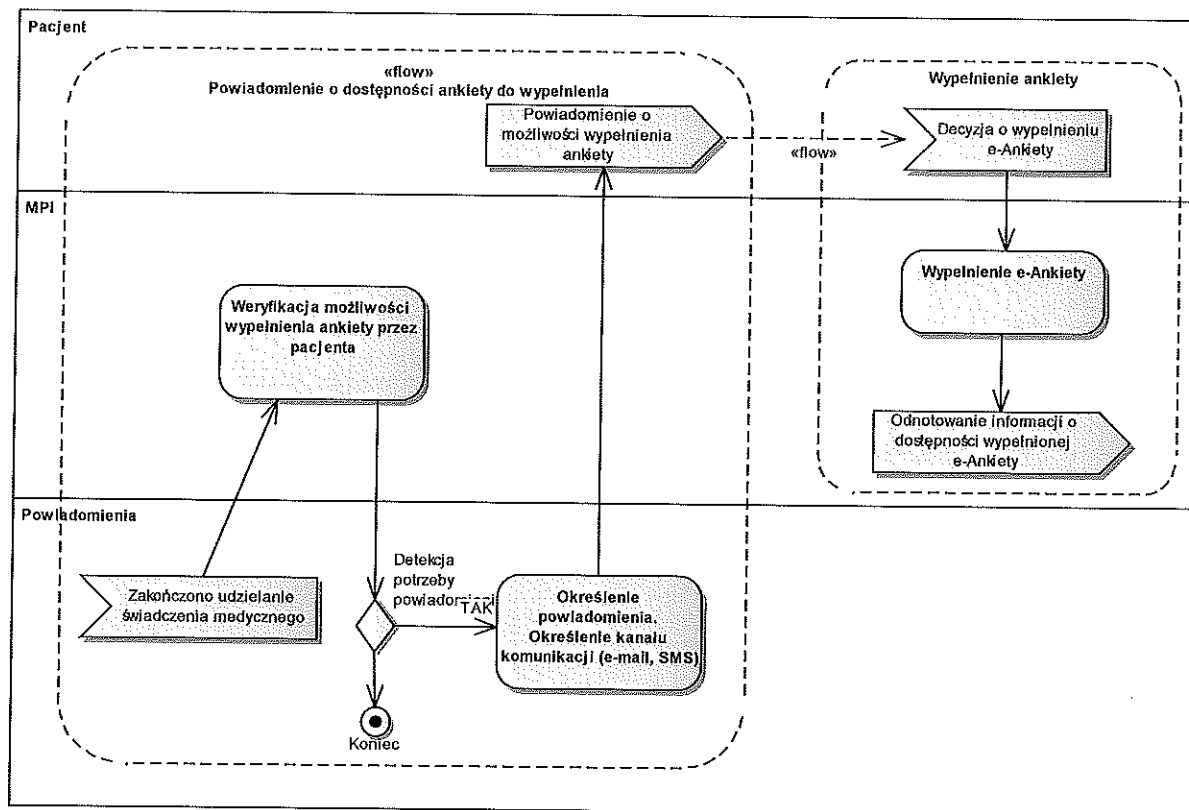 Pacjent
«flow»
Powiadomienie o dostępności ankiety do wypełnienia
Powiadomienie o
możliwości wypełnienia
ankiety
«flow»
Wypełnienie ankiety
Decyzja o wypełnieniu
e-Ankiety
MPI
Weryfikacja możliwości
wypełnienia ankiety przez
pacjenta
Wypełnienie e-Ankiety
Odnotowanie informacji o
dostępności wypełnionej
e-Ankiety
Powiadomienia
Zakończono udzielanie
świadczenia medycznego
Detekcja
potrzeby
powiadomieni
TAK
Określenie
powiadomienia.
Określenie kanału
komunikacji (e-mail, SMS)
Koniec